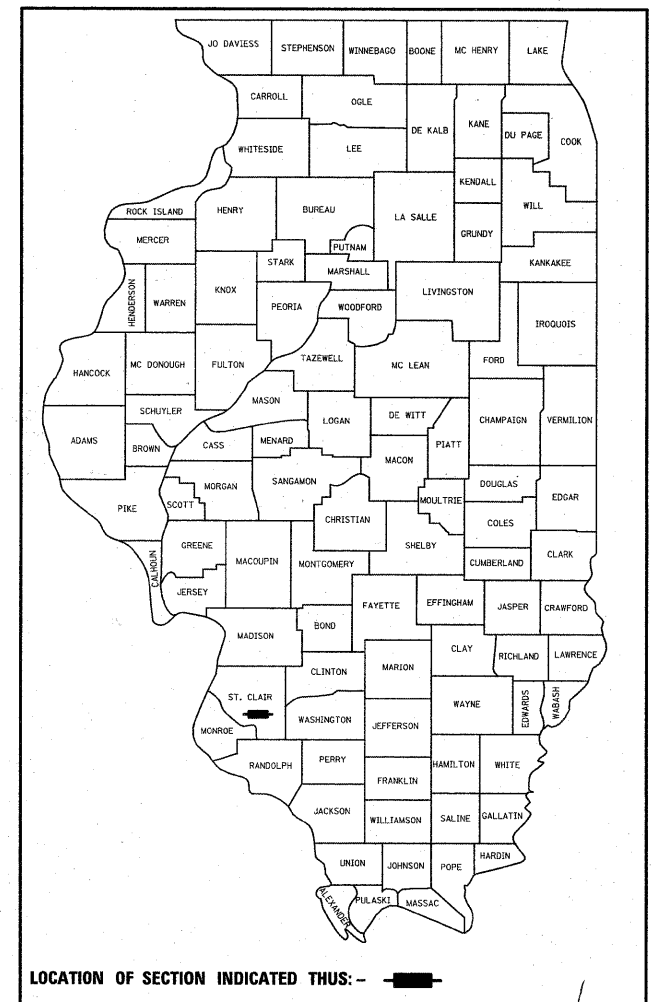 JO DAVIESS STEPHENSON WINNEBAGO BOONE MC HENRY LAKE
CARROLL OGLE DE KALB KANE DU PAGE COOK
WHITESIDE LEE KENDALL
ROCK ISLAND HENRY BUREAU LA SALLE GRUNDY WILL
MERCER PUTNAM KANKAKEE
STARK MARSHALL
HENDERSON WARREN KNOX PEORIA WOODFORD LIVINGSTON IROQUOIS
HANCOCK MC DONOUGH FULTON TAZEWELL MC LEAN FORD
SCHUYLER MASON LOGAN DE WITT CHAMPAIGN VERMILION
ADAMS BROWN CASS MENARD MACON PIATT
PIKE SCOTT MORGAN SANGAMON MOULTRIE DOUGLAS EDGAR
CHRISTIAN COLES
CALHOUN GREENE MACOUPIN MONTGOMERY SHELBY CUMBERLAND CLARK
JERSEY FAYETTE EFFINGHAM JASPER CRAWFORD
MADISON BOND
CLAY RICHLAND LAWRENCE
CLINTON MARION
ST. CLAIR WAYNE EDWARDS WABASH
MONROE WASHINGTON JEFFERSON
RANDOLPH PERRY HAMILTON WHITE
FRANKLIN
JACKSON WILLIAMSON SALINE GALLATIN
UNION JOHNSON POPE HARDIN
ALEXANDER PULASKI MASSAC
LOCATION OF SECTION INDICATED THUS: -